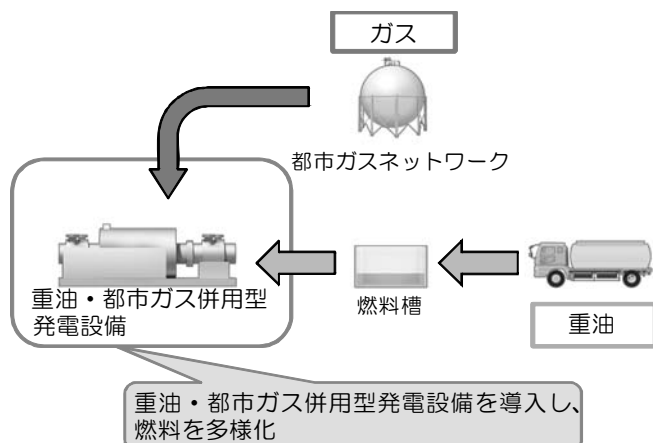 ガス
都市ガスネットワーク
重油・都市ガス併用型
発電設備
燃料槽
重油
重油・都市ガス併用型発電設備を導入し、
燃料を多様化